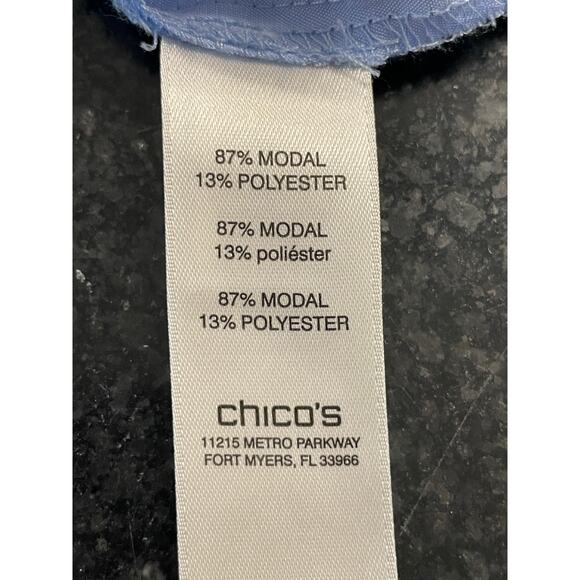 87% MODAL
13% POLYESTER
87% MODAL
13% poliéster
87% MODAL
13% POLYESTER
chico's
11215 METRO PARKWAY
FORT MYERS, FL 33966